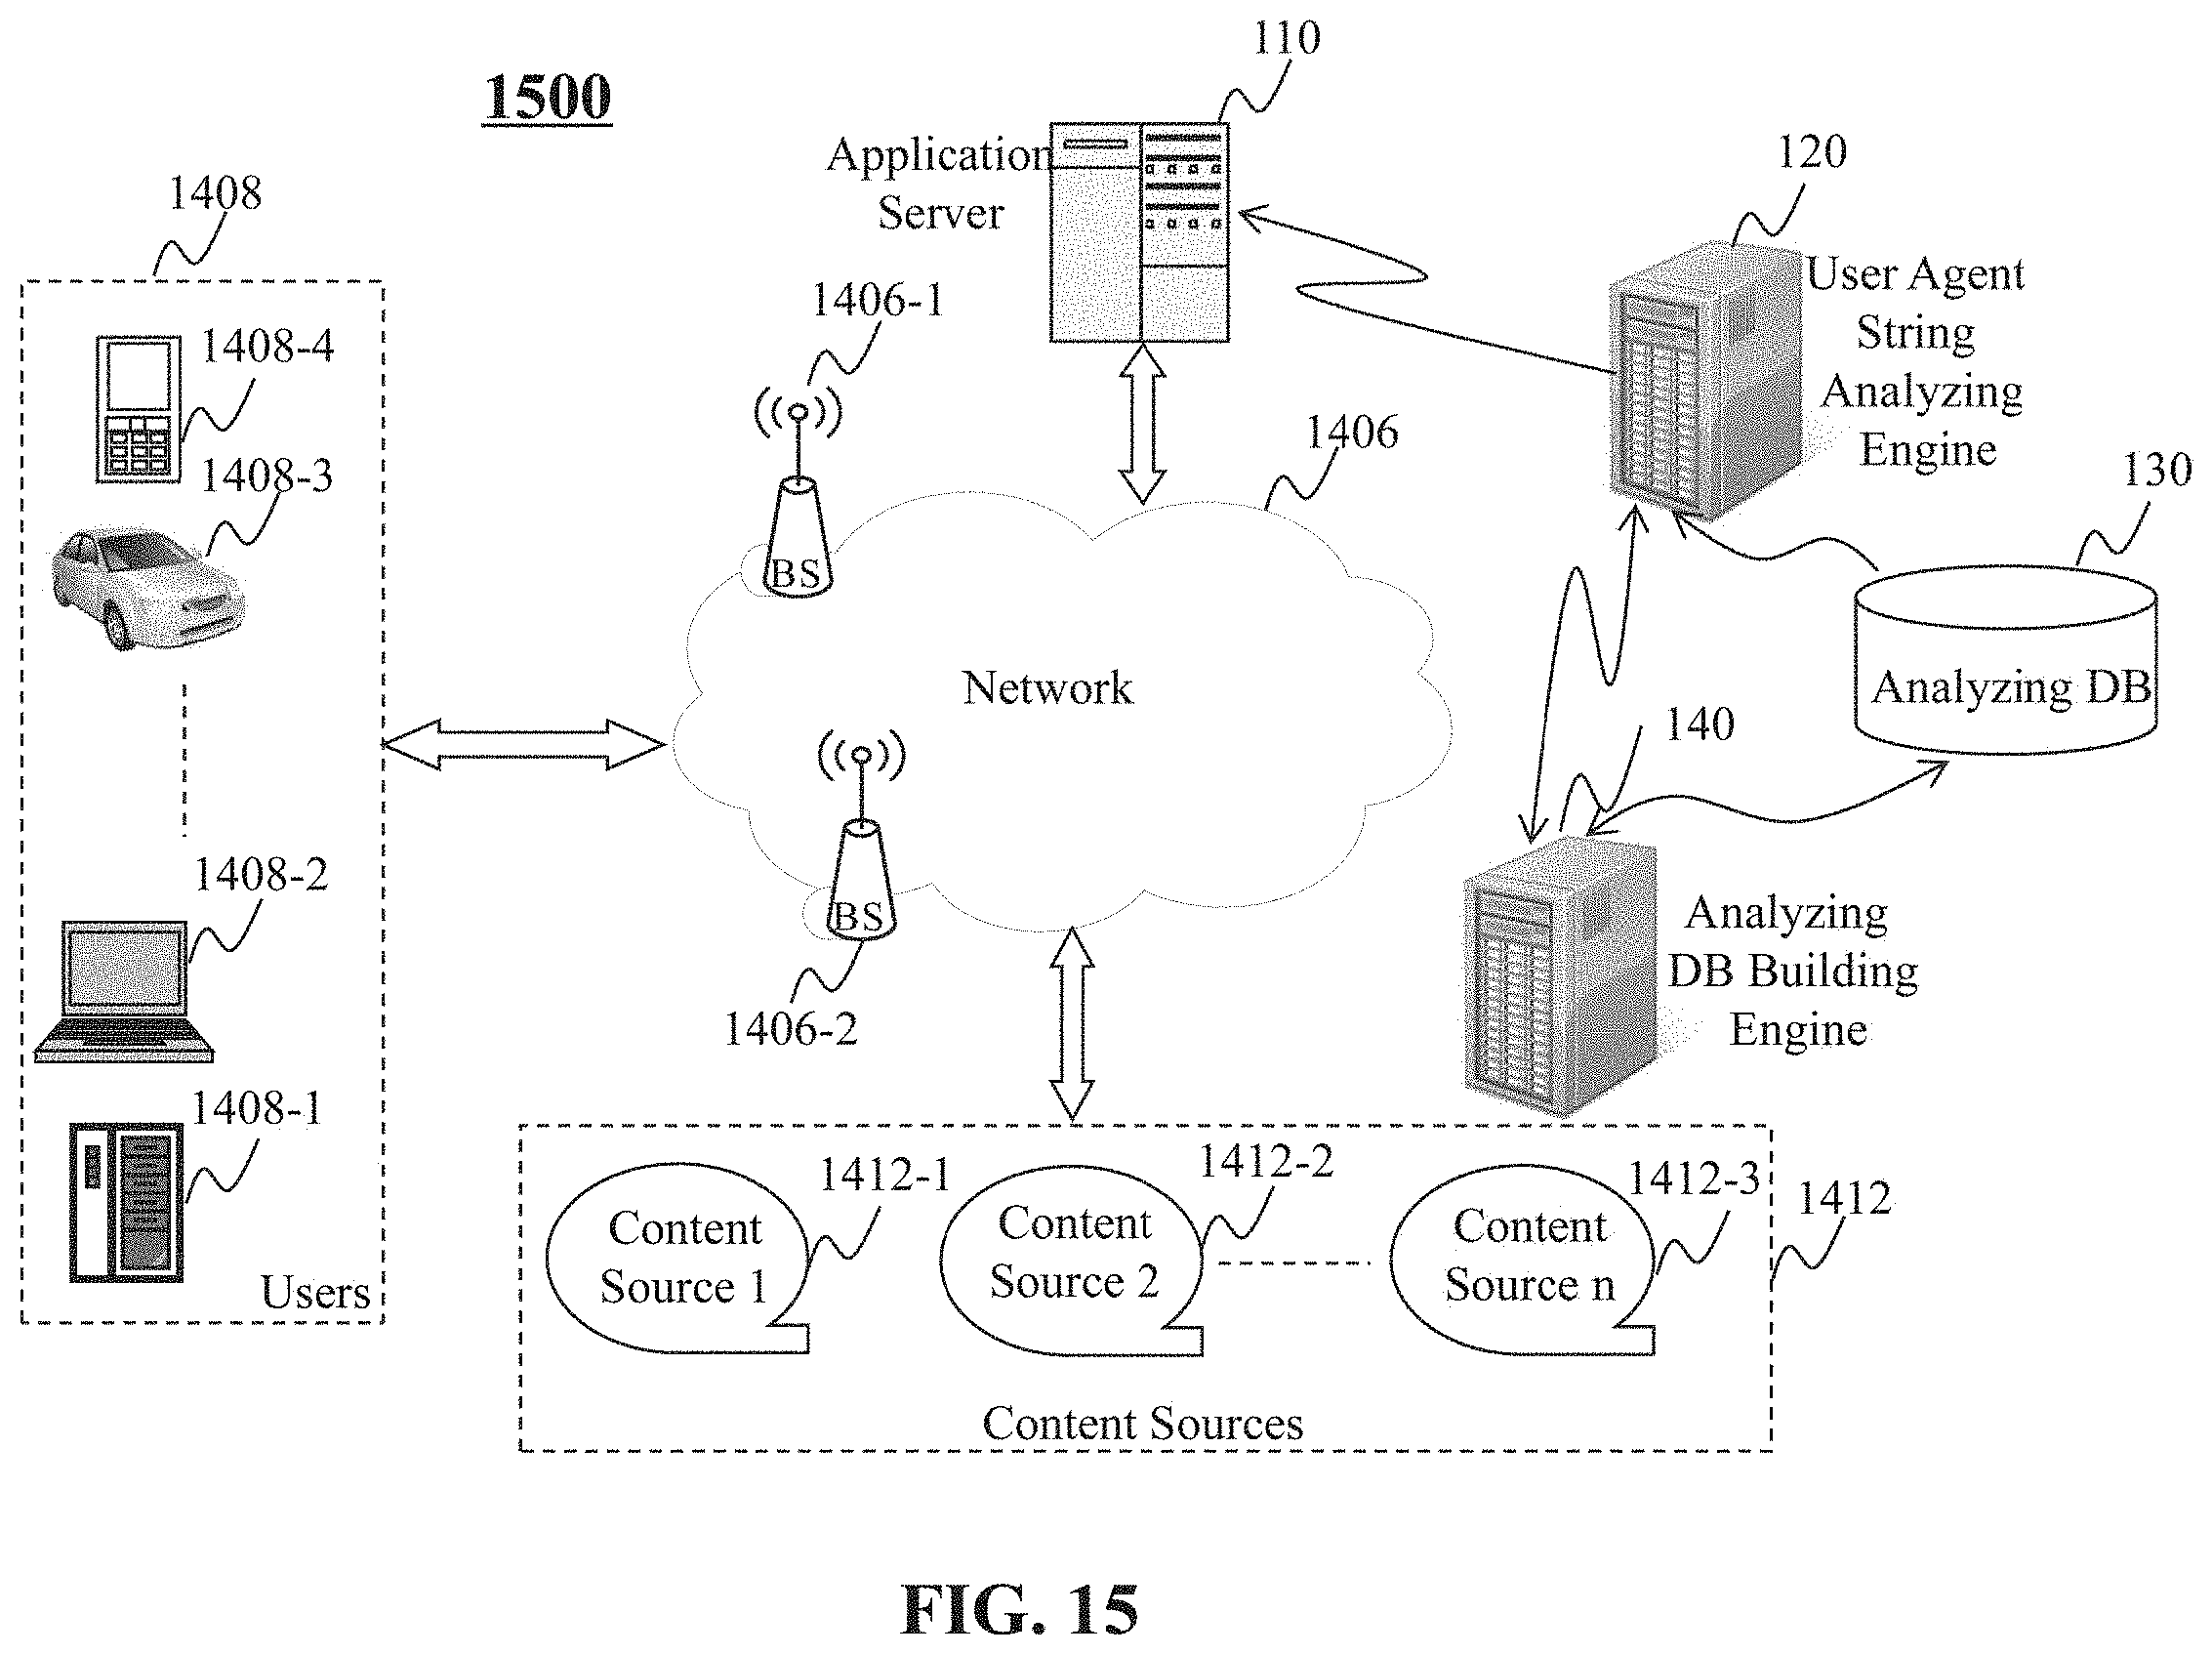 1500
110
Application
Server
120
User Agent
String
Analyzing
Engine
1408
1406-1
1408-4
1406
1408-3
130
BS
Network
Analyzing DB
140
1408-2
BS
Analyzing
DB Building
Engine
1406-2
1408-1
Users
1412-1
1412-2
1412-3
1412
Content
Source 1
Content
Source 2
Content
Source n
Content Sources
FIG. 15